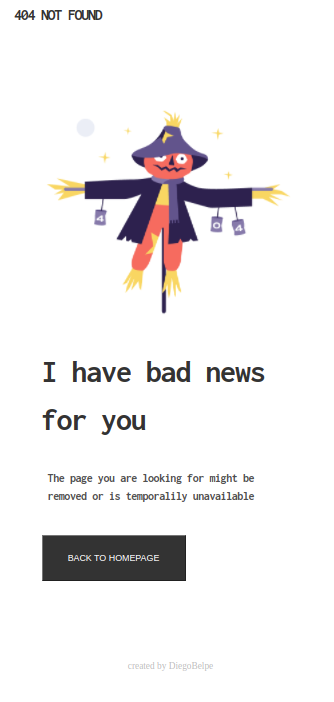 404 NOT FOUND
4
0
4
I have bad news
for you
The page you are looking for might be
removed or is temporalily unavailable
BACK TO HOMEPAGE
created by DiegoBelpe